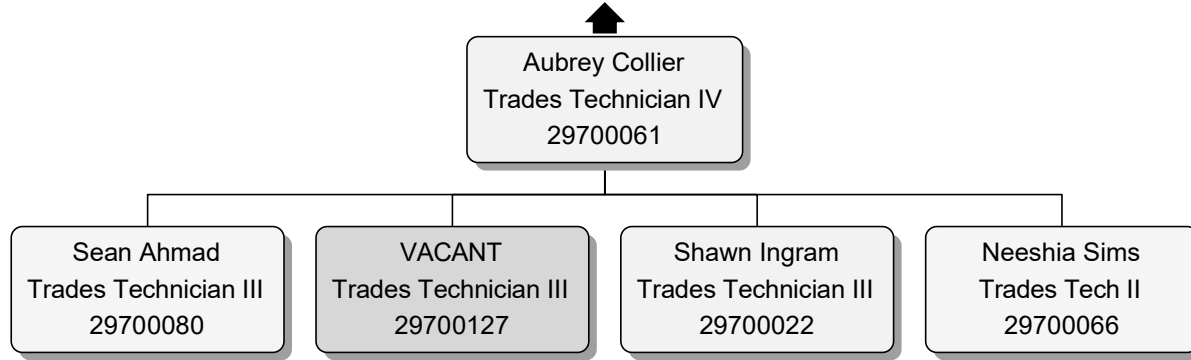 Aubrey Collier
Trades Technician IV
29700061
Sean Ahmad
Trades Technician III
29700080
VACANT
Trades Technician III
29700127
Shawn Ingram
Trades Technician III
29700022
Neeshia Sims
Trades Tech II
29700066